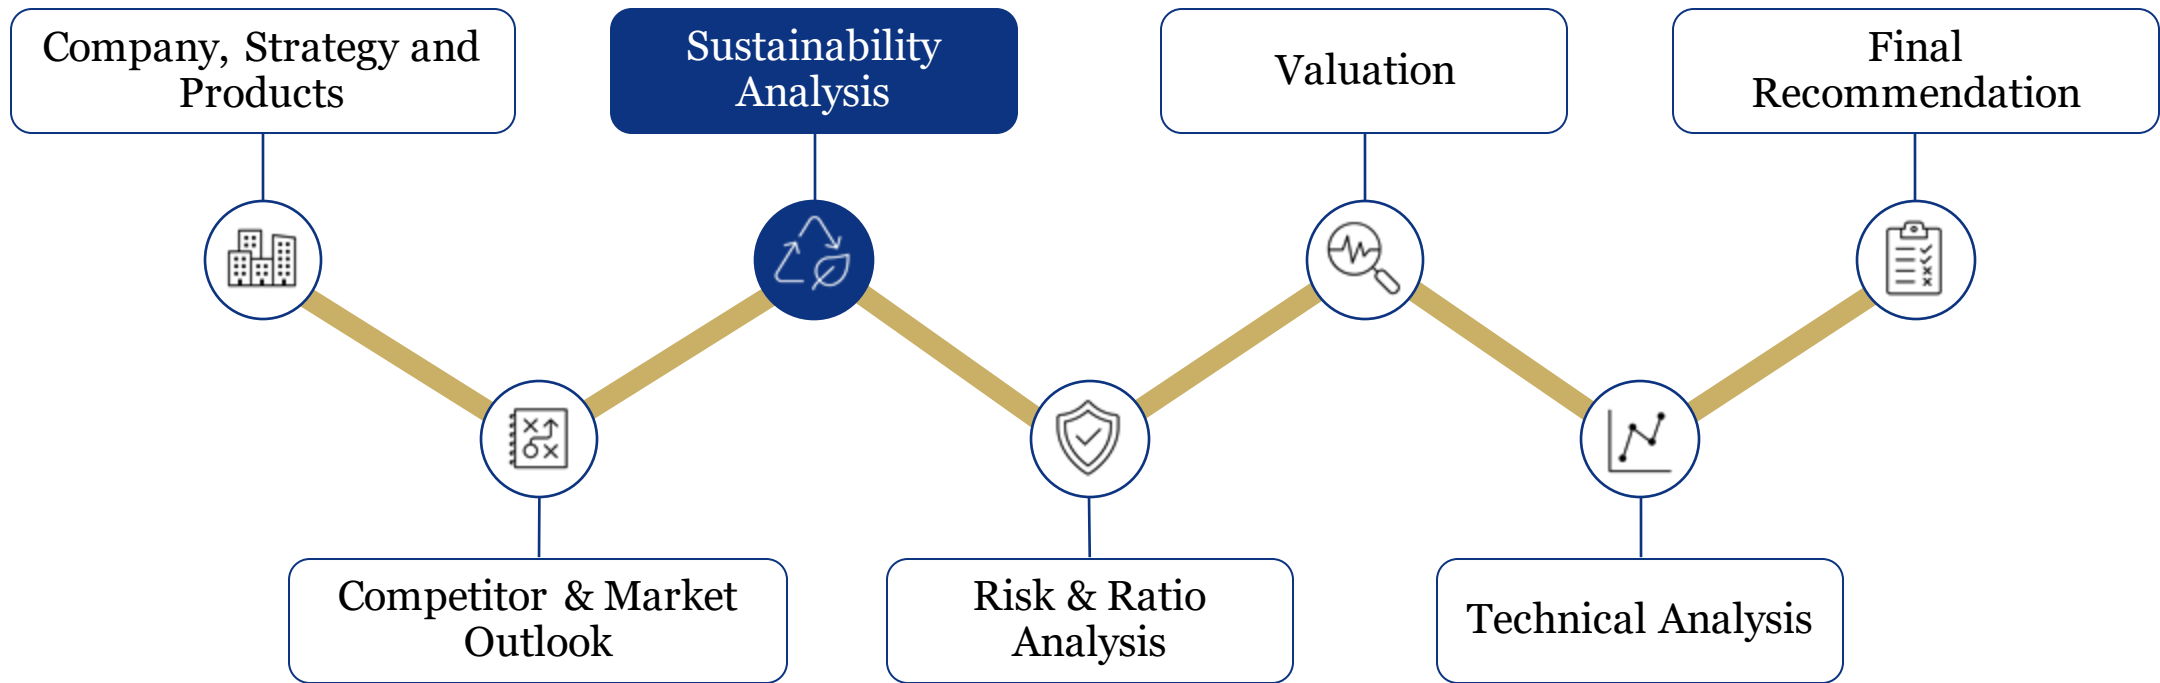 Company, Strategy and
Products
Sustainability
Analysis
Valuation
Final
Recommendation
Competitor & Market
Outlook
Risk & Ratio
Analysis
Technical Analysis